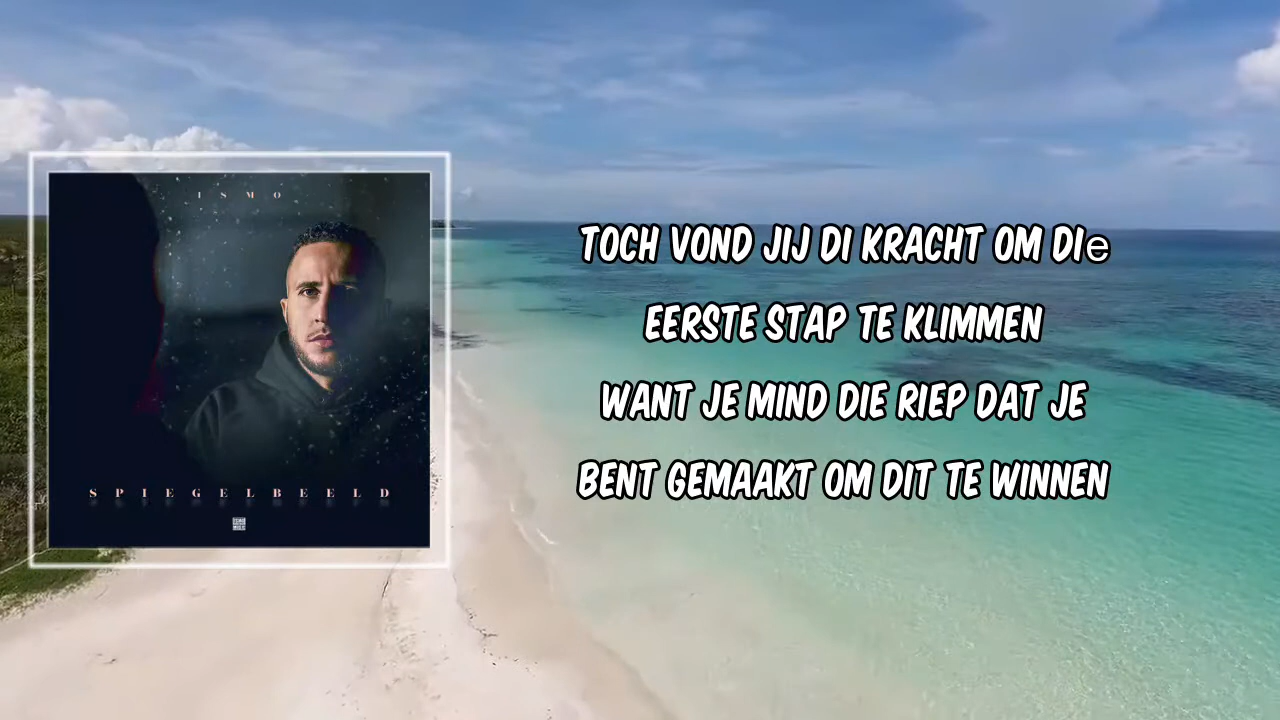 ISMO
SPIEGELBEELD
TOCH VOND JIJ DI KRACHT OM DIe
EERSTE STAP TE KLIMMEN
WANT JE MIND DIE RIEP DAT JE
BENT GEMAAKT OM DIT TE WINNEN